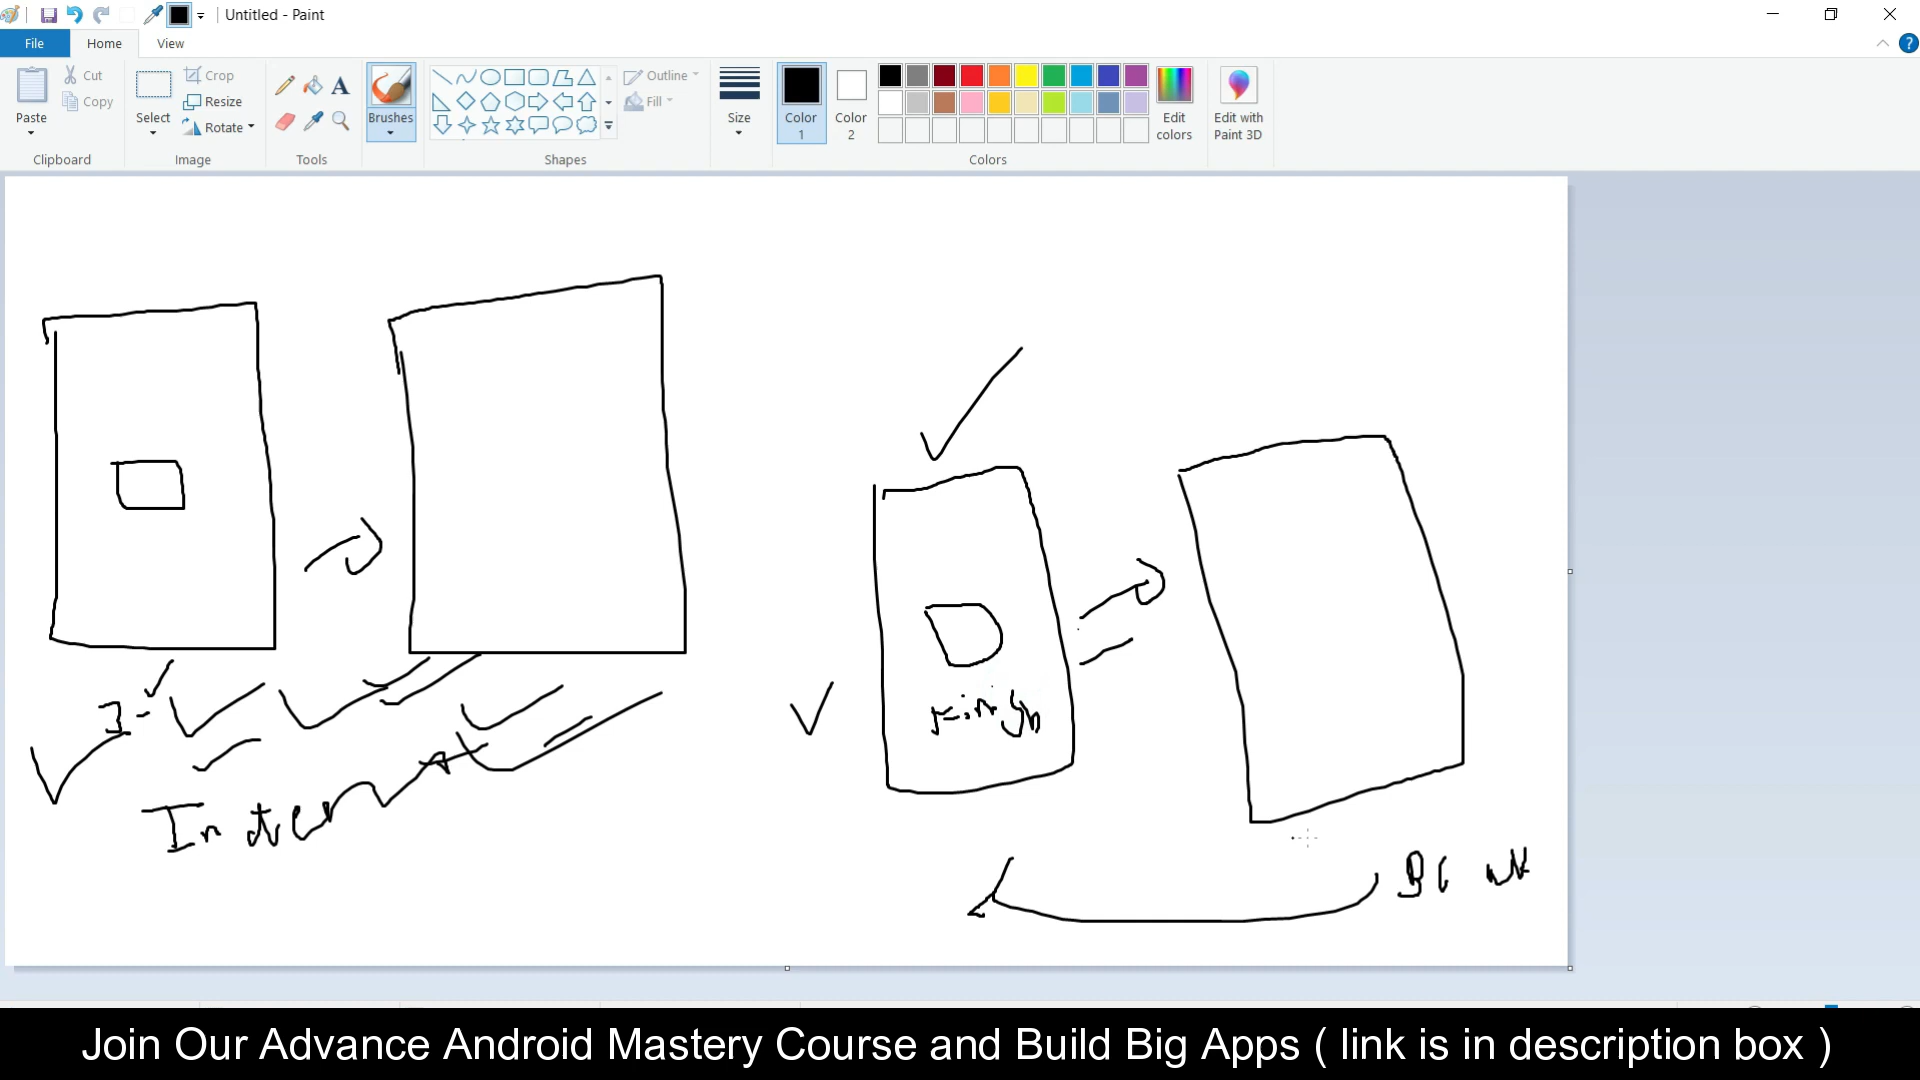 Untitled - Paint
File
Home
View
Paste
Cut
Copy
Clipboard
Select
Crop
Resize
Rotate
Image
Tools
Brushes
Shapes
Outline
Fill
Size
Color
1
Color
2
Colors
Edit
colors
Edit with
Paint 3D
Join Our Advance Android Mastery Course and Build Big Apps ( link is in description box )